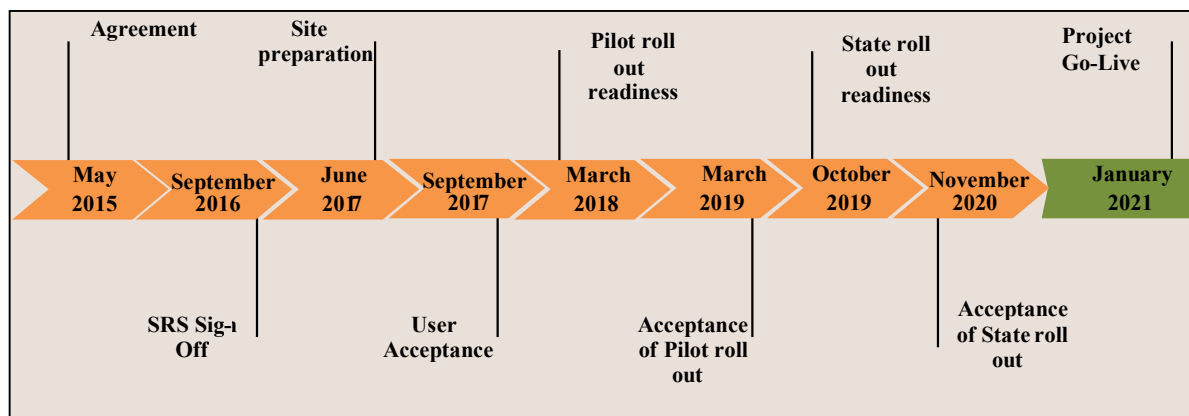 Agreement
Site
preparation
Pilot roll
out
readiness
State roll
out
readiness
Project
Go-Live
May
2015
September
2016
June
2017
September
2017
March
2018
March
2019
October
2019
November
2020
January
2021
SRS Sig-1
Off
User
Acceptance
Acceptance
of Pilot roll
out
Acceptance
of State roll
out